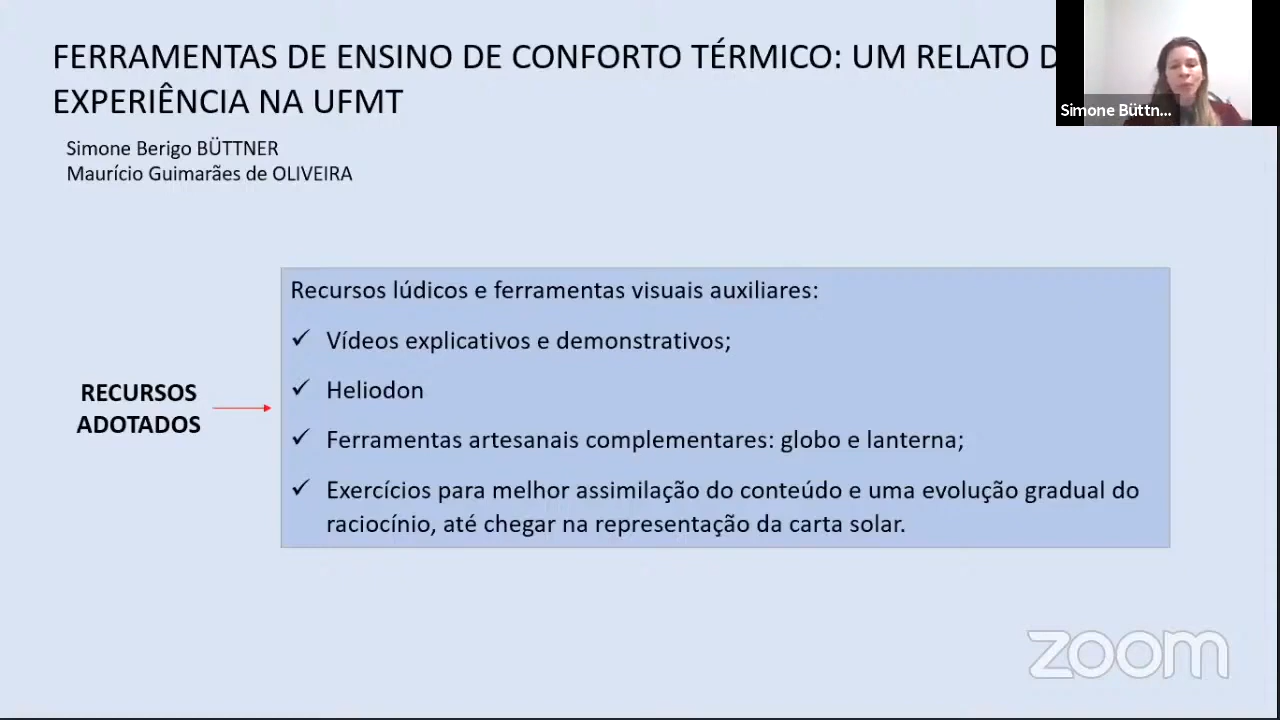 FERRAMENTAS DE ENSINO DE CONFORTO TÉRMICO: UM RELATO D
EXPERIÊNCIA NA UFMT
Simone Büttn...
Simone Berigo BÜTTNER
Maurício Guimarães de OLIVEIRA
Recursos lúdicos e ferramentas visuais auxiliares:
✓ Vídeos explicativos e demonstrativos;
✓ Heliodon
RECURSOS
ADOTADOS
✓ Ferramentas artesanais complementares: globo e lanterna;
✓ Exercícios para melhor assimilação do conteúdo e uma evolução gradual do
raciocínio, até chegar na representação da carta solar.
zoom